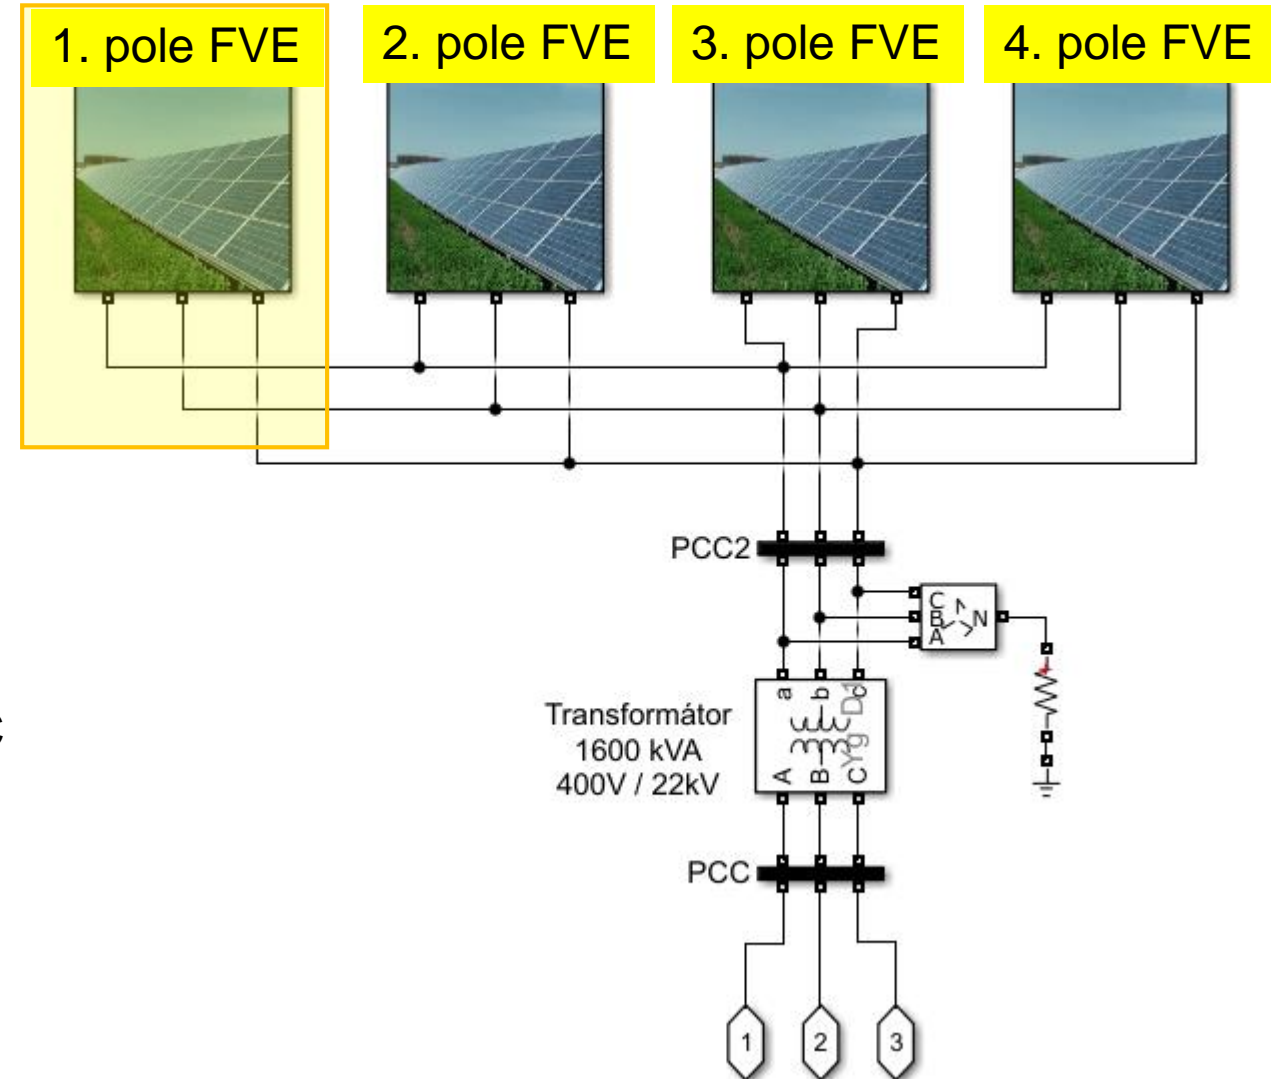 1. pole FVE
2. pole FVE
3. pole FVE
4. pole FVE
PCC2
C
B
A
N
a b c
Yg D1
A B C
Transformátor
1600 kVA
400V / 22kV
PCC
1 2 3